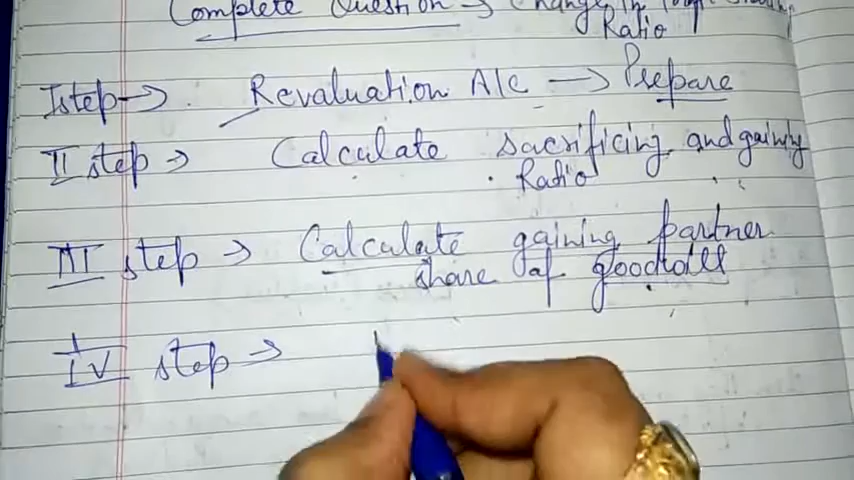 Complete Question → Change in
Ratio
I step → Revaluation A/C → Prepare
II step → Calculate sacrificing and gaining
Ratio
III step → Calculate gaining partner
share of goodwill
IV step →